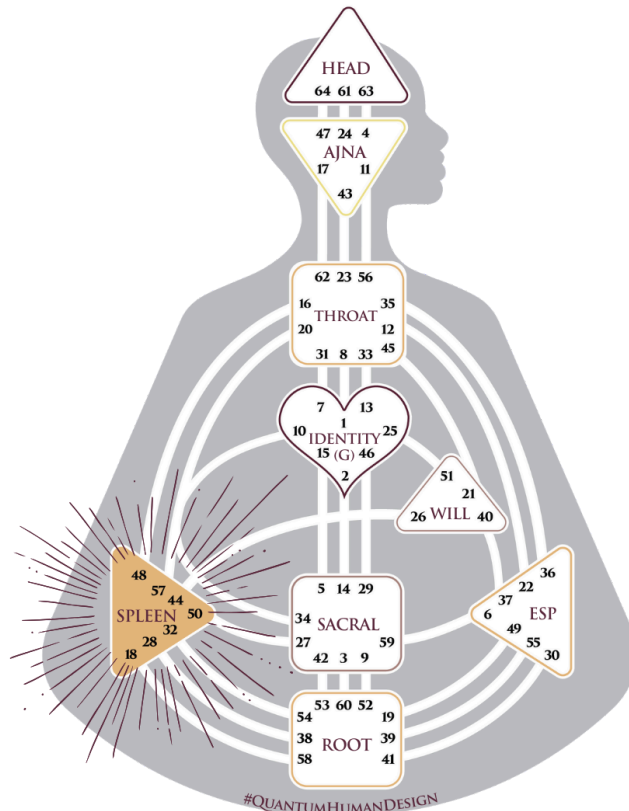 HEAD
64 61 63
47 24 4
AJNA
17 11
43
62 23 56
16 35
THROAT
20 12
45
31 8 33
7 13
1
10 25
IDENTITY
(G)
15 46
2
51
21
WILL
26 40
48
57
44
SPLEEN
50
32
28
18
5 14 29
34
SACRAL
27 59
42 3 9
36
22
37
ESP
6
49
55
30
53 60 52
54 19
38 39
ROOT
58 41
#QUANTUMHUMANDESIGN